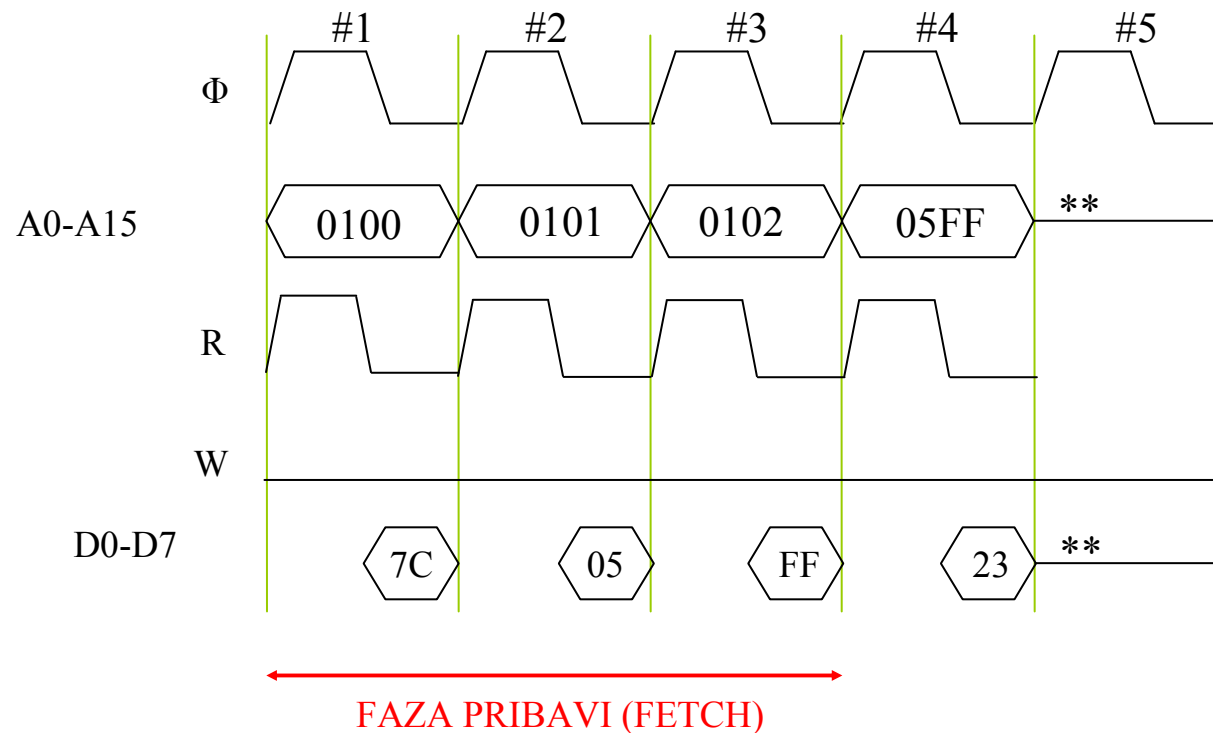 #1 #2 #3 #4 #5
Φ
A0-A15 0100 0101 0102 05FF **
R
W
D0-D7 7C 05 FF 23 **
FAZA PRIBAVI (FETCH)